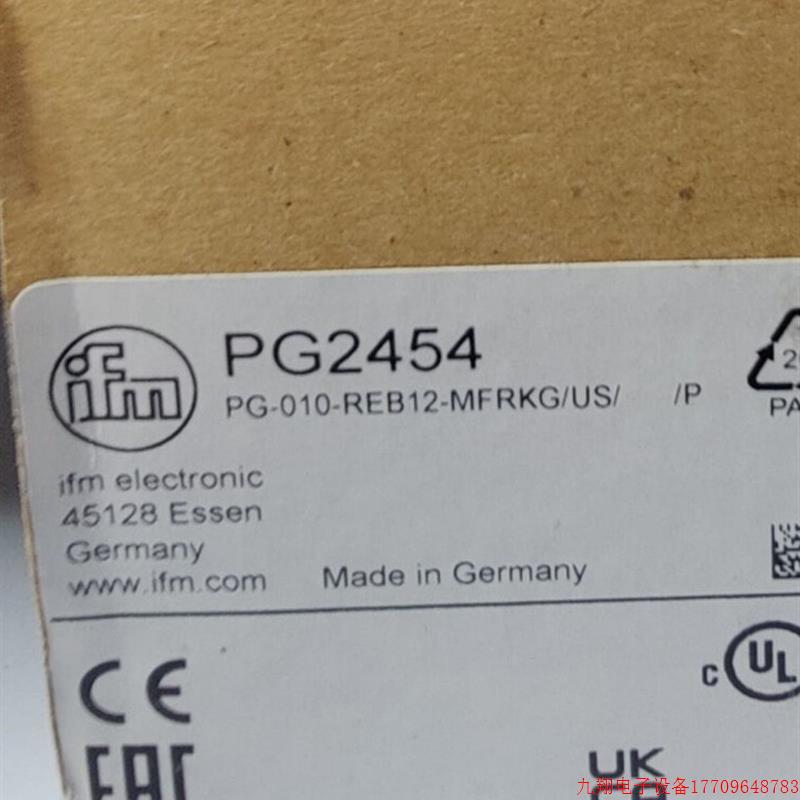 ifm
PG2454
PG-010-REB12-MFRKG/US/ /P
PA
ifm electronic
45128 Essen
Germany
www.ifm.com
Made in Germany
CE
c UL
EAC
UK
九翔电子设备17709648783